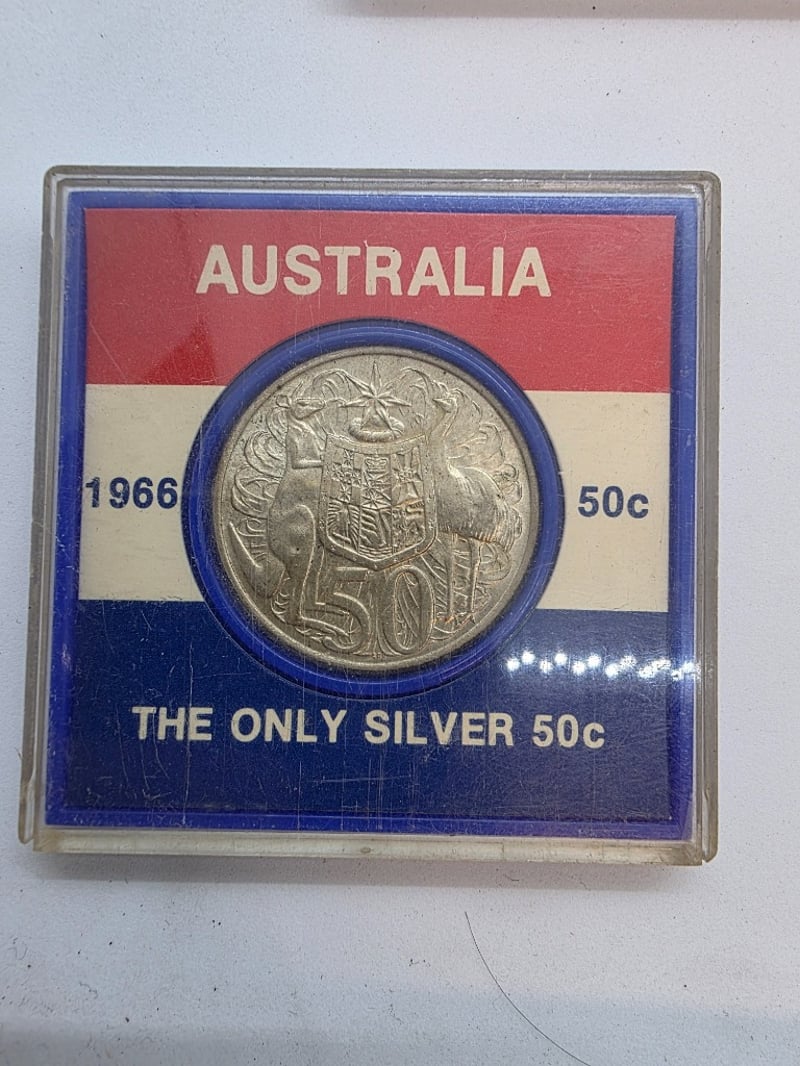 AUSTRALIA
1966
50c
50
THE ONLY SILVER 50c